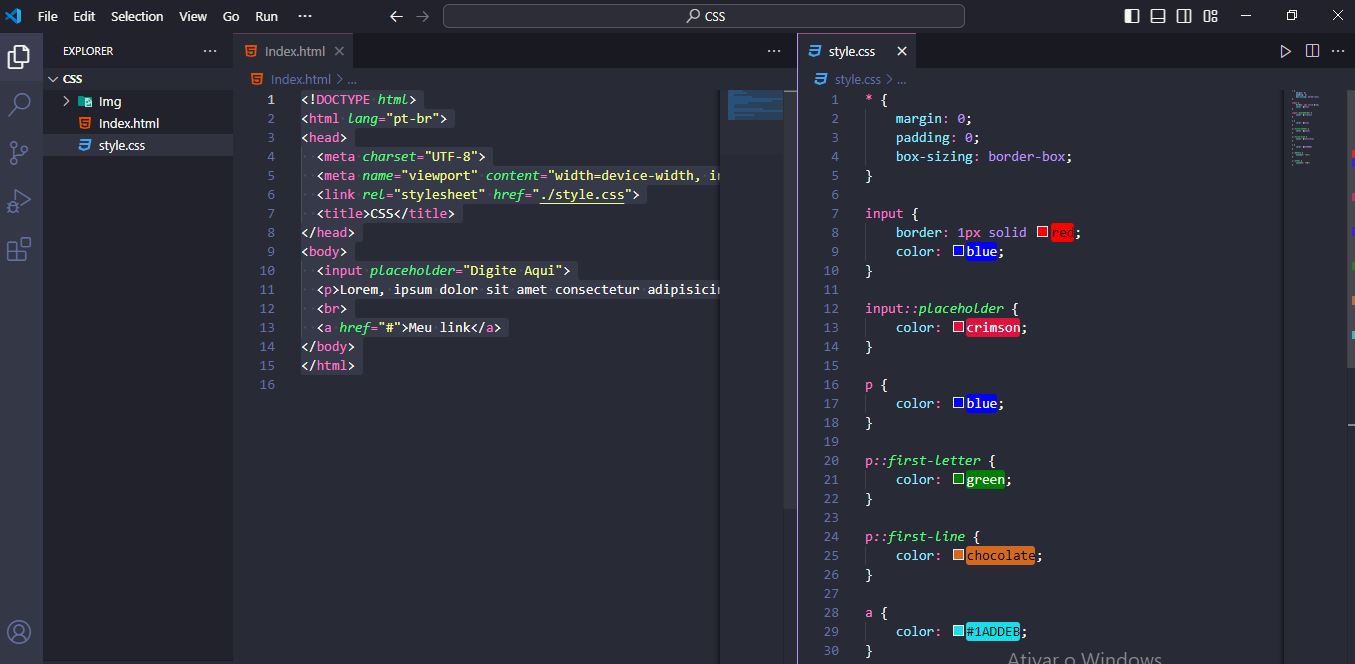 File Edit Selection View Go Run ···
CSS
EXPLORER ···
CSS
Img
Index.html
style.css
Index.html ···
Index.html > ...
1 <!DOCTYPE html>
2 <html lang="pt-br">
3 <head>
4 <meta charset="UTF-8">
5 <meta name="viewport" content="width=device-width, in
6 <link rel="stylesheet" href="./style.css">
7 <title>CSS</title>
8 </head>
9 <body>
10 <input placeholder="Digite Aqui">
11 <p>Lorem, ipsum dolor sit amet consectetur adipisicin
12 <br>
13 <a href="#">Meu link</a>
14 </body>
15 </html>
16
style.css ···
style.css > ...
1 * {
2 margin: 0;
3 padding: 0;
4 box-sizing: border-box;
5 }
6
7 input {
8 border: 1px solid red;
9 color: blue;
10 }
11
12 input::placeholder {
13 color: crimson;
14 }
15
16 p {
17 color: blue;
18 }
19
20 p::first-letter {
21 color: green;
22 }
23
24 p::first-line {
25 color: chocolate;
26 }
27
28 a {
29 color: #1ADDEB;
30 }
Ativar o Windows